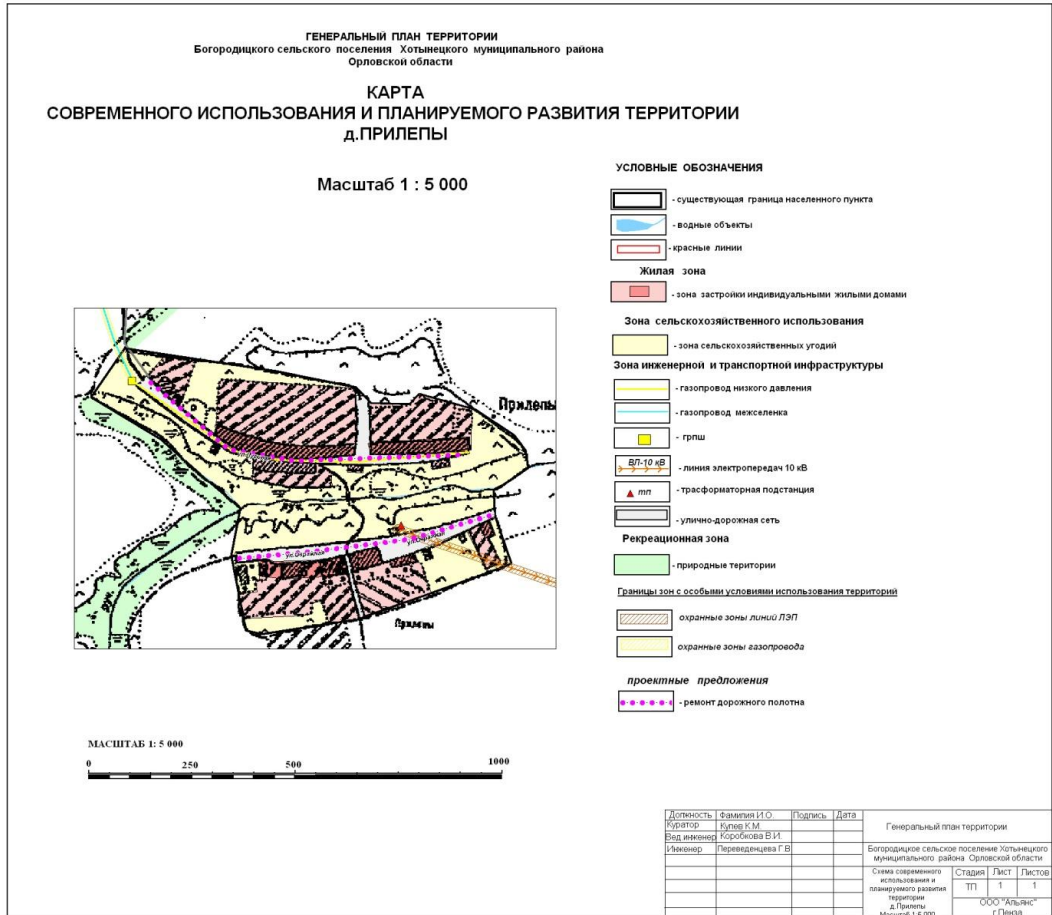 ГЕНЕРАЛЬНЫЙ ПЛАН ТЕРРИТОРИИ
Богородицкого сельского поселения Хотынецкого муниципального района
Орловской области
КАРТА
СОВРЕМЕННОГО ИСПОЛЬЗОВАНИЯ И ПЛАНИРУЕМОГО РАЗВИТИЯ ТЕРРИТОРИИ
д.ПРИЛЕПЫ
Масштаб 1 : 5 000
УСЛОВНЫЕ ОБОЗНАЧЕНИЯ
- существующая граница населенного пункта
- водные объекты
- красные линии
Жилая зона
- зона застройки индивидуальными жилыми домами
Зона сельскохозяйственного использования
- зона сельскохозяйственных угодий
Зона инженерной и транспортной инфраструктуры
- газопровод низкого давления
- газопровод межселенка
- грпш
ВЛ-10 кВ
- линия электропередач 10 кВ
тп
- трасформаторная подстанция
- улично-дорожная сеть
Рекреационная зона
- природные територии
Границы зон с особыми условиями использования территорий
охранные зоны линий ЛЭП
охранные зоны газопровода
проектные предложения
- ремонт дорожного полотна
Прилепы
Прилепы
МАСШТАБ 1: 5 000
0 250 500 1000
Должность Фамилия И.О. Подпись Дата
Куратор Купев К.М.
Вед инженер Коробкова В.И.
Инженер Переведенцева Г.В
Генеральный план территории
Богородицкое сельское поселение Хотынецкого
муниципального района Орловской области
Схема современного
использования и
планируемого развития
территории
д.Прилепы
Масштаб 1:5 000
Стадия Лист Листов
ТП 1 1
ООО "Альянс"
г.Пенза